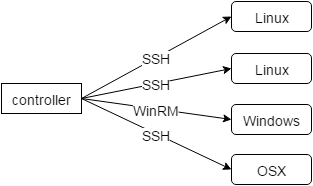 Linux
SSH
Linux
SSH
controller
WinRM
Windows
SSH
OSX